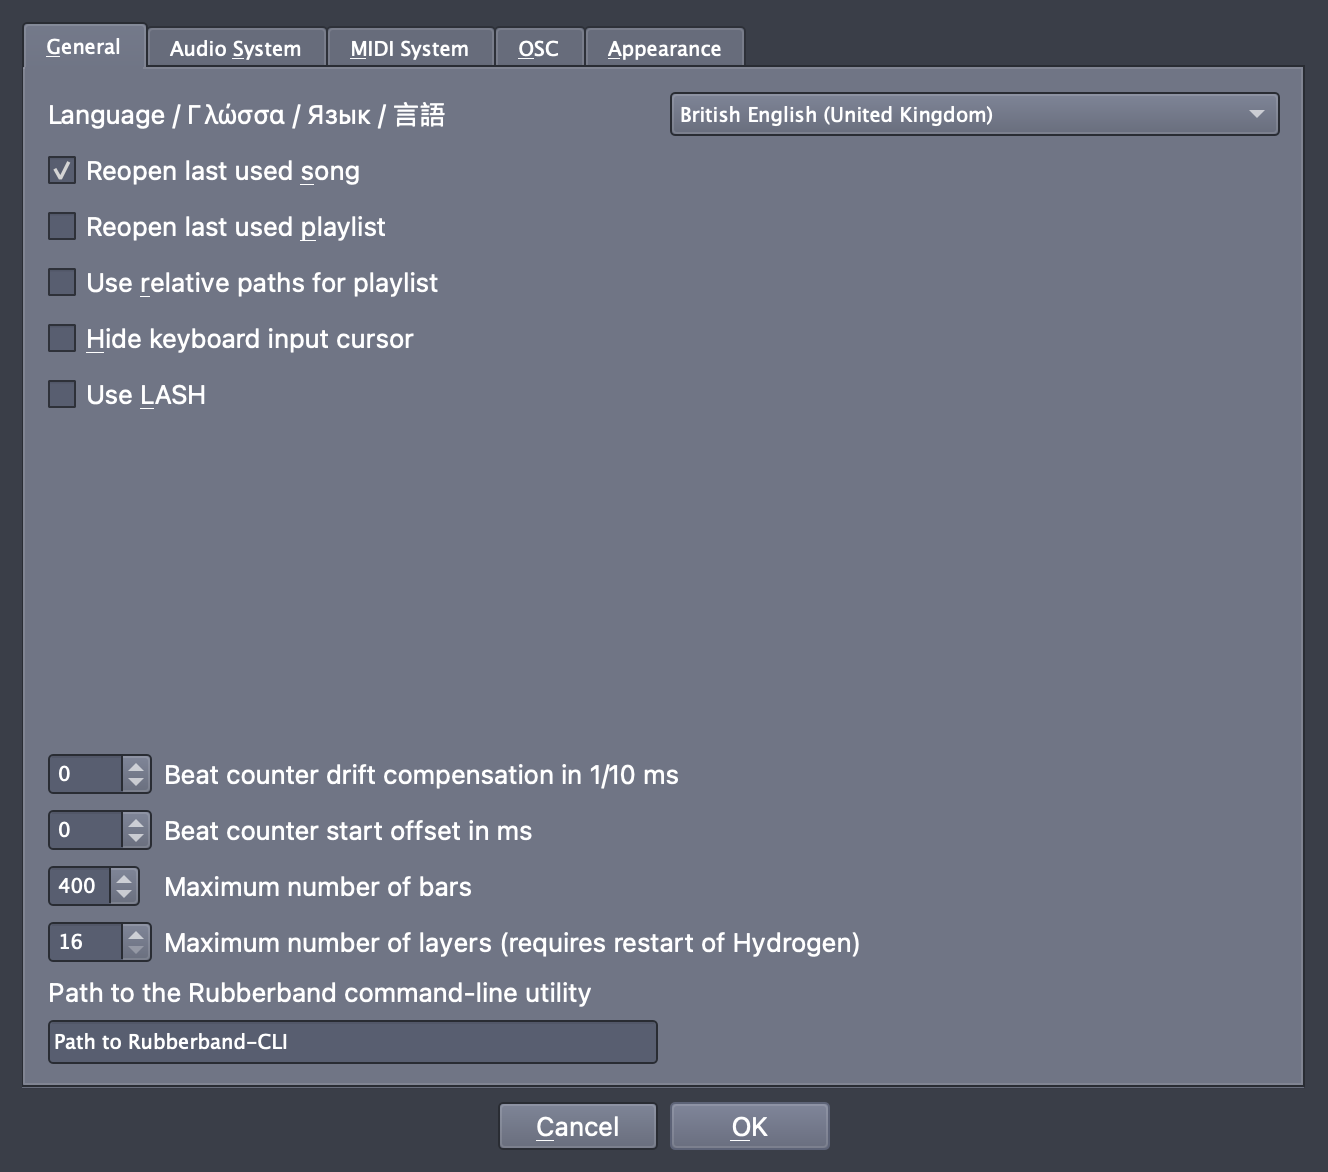 General
Audio System
MIDI System
OSC
Appearance
Language / Γλώσσα / Язык / 言語
British English (United Kingdom)
Reopen last used song
Reopen last used playlist
Use relative paths for playlist
Hide keyboard input cursor
Use LASH
0 Beat counter drift compensation in 1/10 ms
0 Beat counter start offset in ms
400 Maximum number of bars
16 Maximum number of layers (requires restart of Hydrogen)
Path to the Rubberband command-line utility
Path to Rubberband-CLI
Cancel
OK